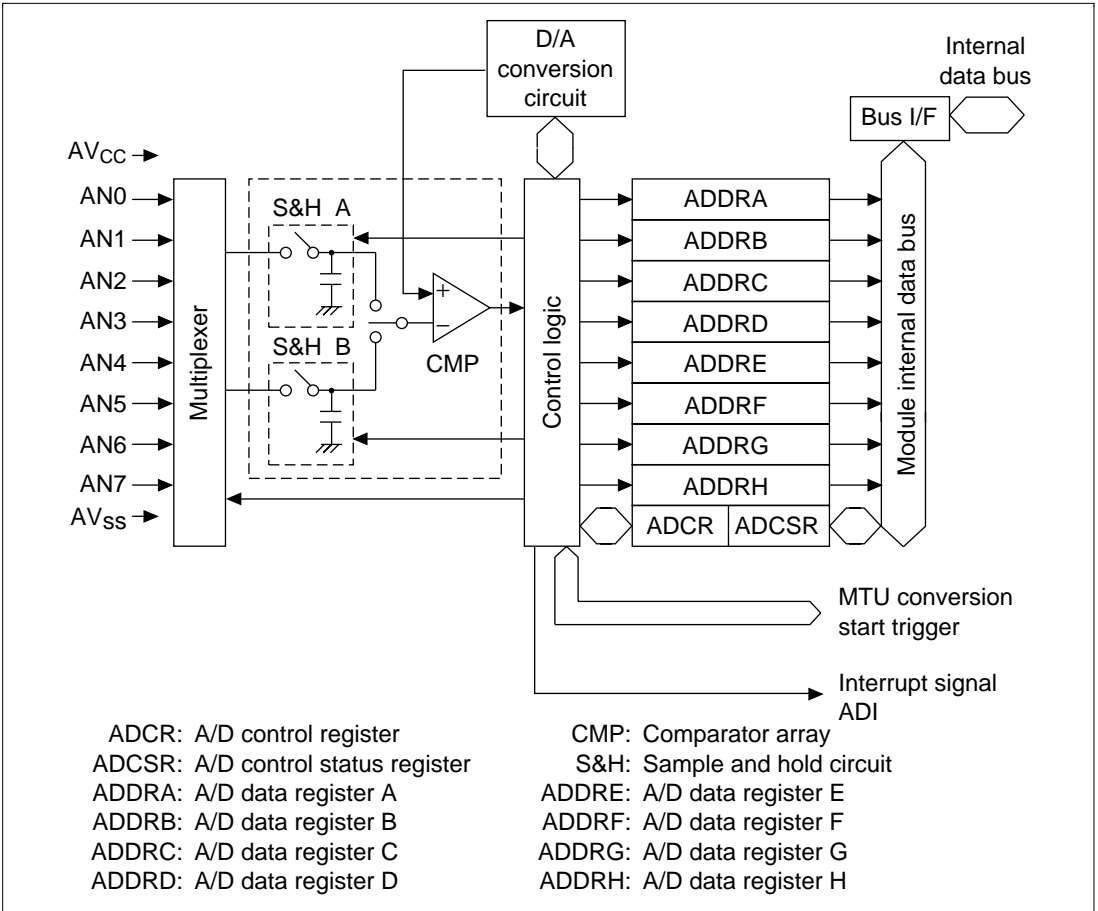 D/A
conversion
circuit
Internal
data bus
Bus I/F
AVCC
AN0
AN1
AN2
AN3
AN4
AN5
AN6
AN7
AVSS
Multiplexer
S&H A
S&H B
+
−
CMP
Control logic
ADDRA
ADDRB
ADDRC
ADDRD
ADDRE
ADDRF
ADDRG
ADDRH
ADCR
ADCSR
Module internal data bus
MTU conversion
start trigger
Interrupt signal
ADI
ADCR: A/D control register
ADCSR: A/D control status register
ADDRA: A/D data register A
ADDRB: A/D data register B
ADDRC: A/D data register C
ADDRD: A/D data register D
CMP: Comparator array
S&H: Sample and hold circuit
ADDRE: A/D data register E
ADDRF: A/D data register F
ADDRG: A/D data register G
ADDRH: A/D data register H